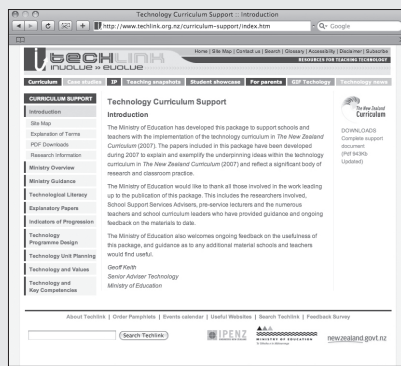 Technology Curriculum Support :: Introduction
http://www.techlink.org.nz/curriculum-support/index.htm
Google
techlink
INVOLVE » EVOLVE
Home | Site Map | Contact us | Search | Glossary | Accessibility | Disclaimer | Subscribe
RESOURCES FOR TEACHING TECHNOLOGY
Curriculum Case studies IP Teaching snapshots Student showcase For parents GIF Technology Technology news
CURRICULUM SUPPORT
Introduction
Site Map
Explanation of Terms
PDF Downloads
Research Information
Ministry Overview
Ministry Guidance
Technological Literacy
Explanatory Papers
Indicators of Progression
Technology
Programme Design
Technology Unit Planning
Technology and Values
Technology and
Key Competencies
Technology Curriculum Support
Introduction
The Ministry of Education has developed this package to support schools and
teachers with the implementation of the technology curriculum in The New Zealand
Curriculum (2007). The papers included in this package have been developed
during 2007 to explain and exemplify the underpinning ideas within the technology
curriculum in The New Zealand Curriculum (2007) and reflect a significant body of
research and classroom practice.
The Ministry of Education would like to thank all those involved in the work leading
up to the publication of this package. This includes the researchers involved,
School Support Services Advisers, pre-service lecturers and the numerous
teachers and school curriculum leaders who have provided guidance and ongoing
feedback on the materials to date.
The Ministry of Education also welcomes ongoing feedback on the usefulness of
this package, and guidance as to any additional material schools and teachers
would find useful.
Geoff Keith
Senior Adviser Technology
Ministry of Education
The New Zealand
Curriculum
DOWNLOADS
Complete support
document.
(Pdf 943Kb
Updated)
About Techlink | Order Pamphlets | Events calendar | Useful Websites | Search Techlink | Feedback
Survey
Search Techlink
IPENZ
MINISTRY OF EDUCATION
newzealand.govt.nz